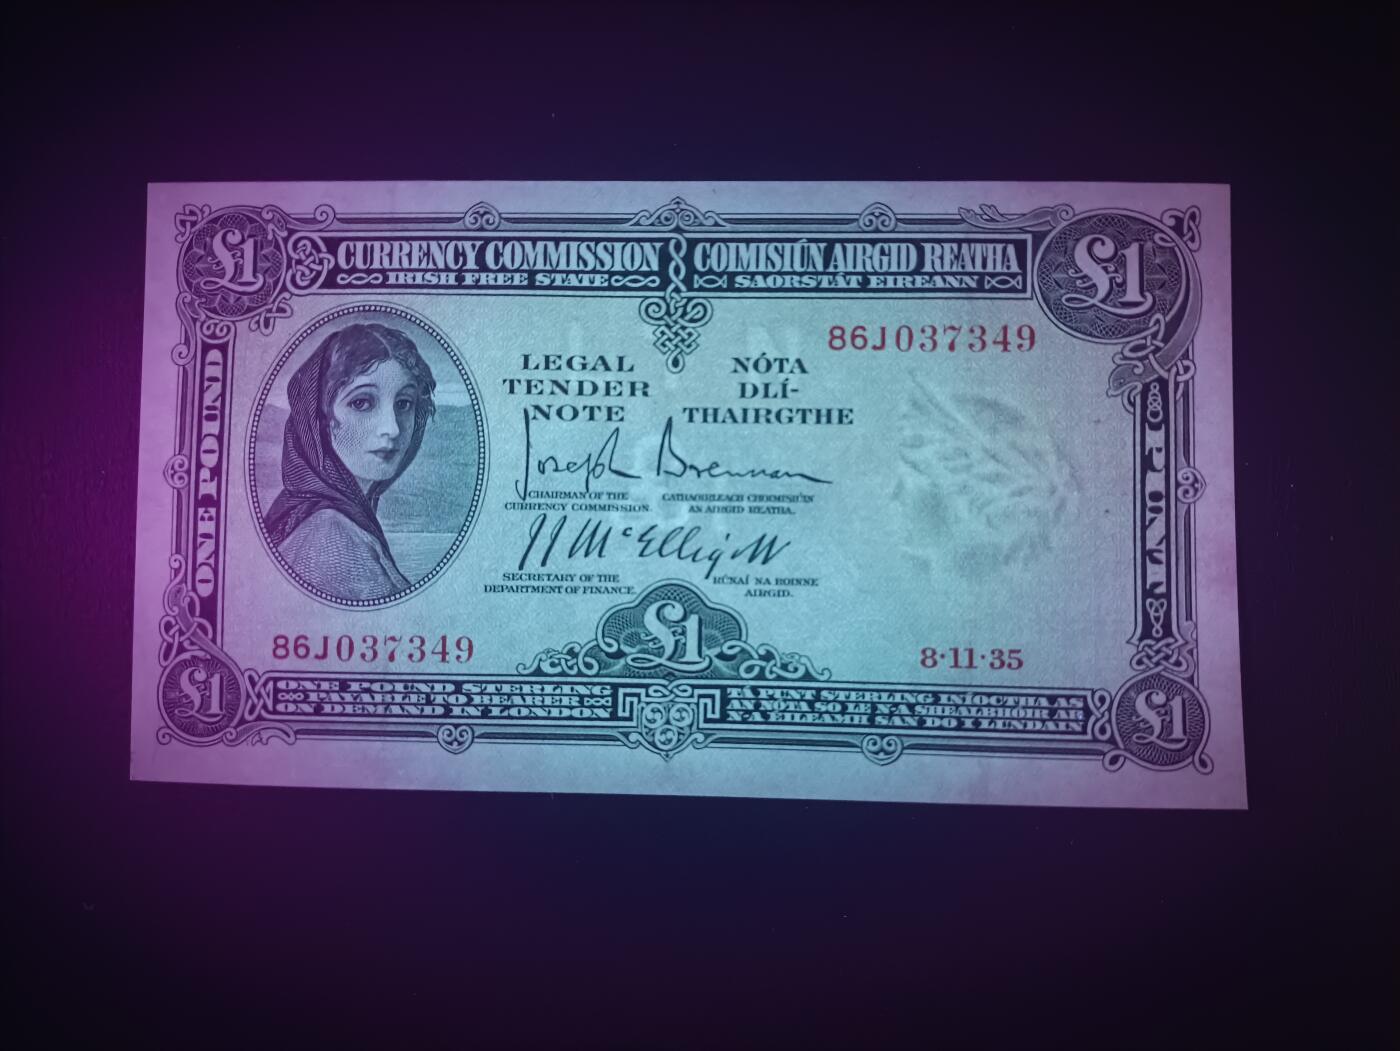 £1
CURRENCY COMMISSION
COIMISIÚN AIRGID REATHA
£1
IRISH FREE STATE
SAORSTÁT EIREANN
86J037349
LEGAL
TENDER
NOTE
NÓTA
DLÍ-
THAIRGTHE
ONE POUND
PUNT
Joseph Brennan
CHAIRMAN OF THE
CURRENCY COMMISSION.
CATHAOIRLEACH CHOIMISIÚIN
AN AIRGID REATHA.
J J McElligott
SECRETARY OF THE
DEPARTMENT OF FINANCE.
RÚNAÍ NA ROINNE
AIRGID.
£1
86J037349
8·11·35
£1
ONE POUND STERLING
PAYABLE TO BEARER
ON DEMAND IN LONDON
TÁ PUNT STERLING INÍOCTHA AS
AN NÓTA SO LE N-A SHEALBHÓIR AR
N-A ÉILEAMH SAN DO I LUNDAIN
£1